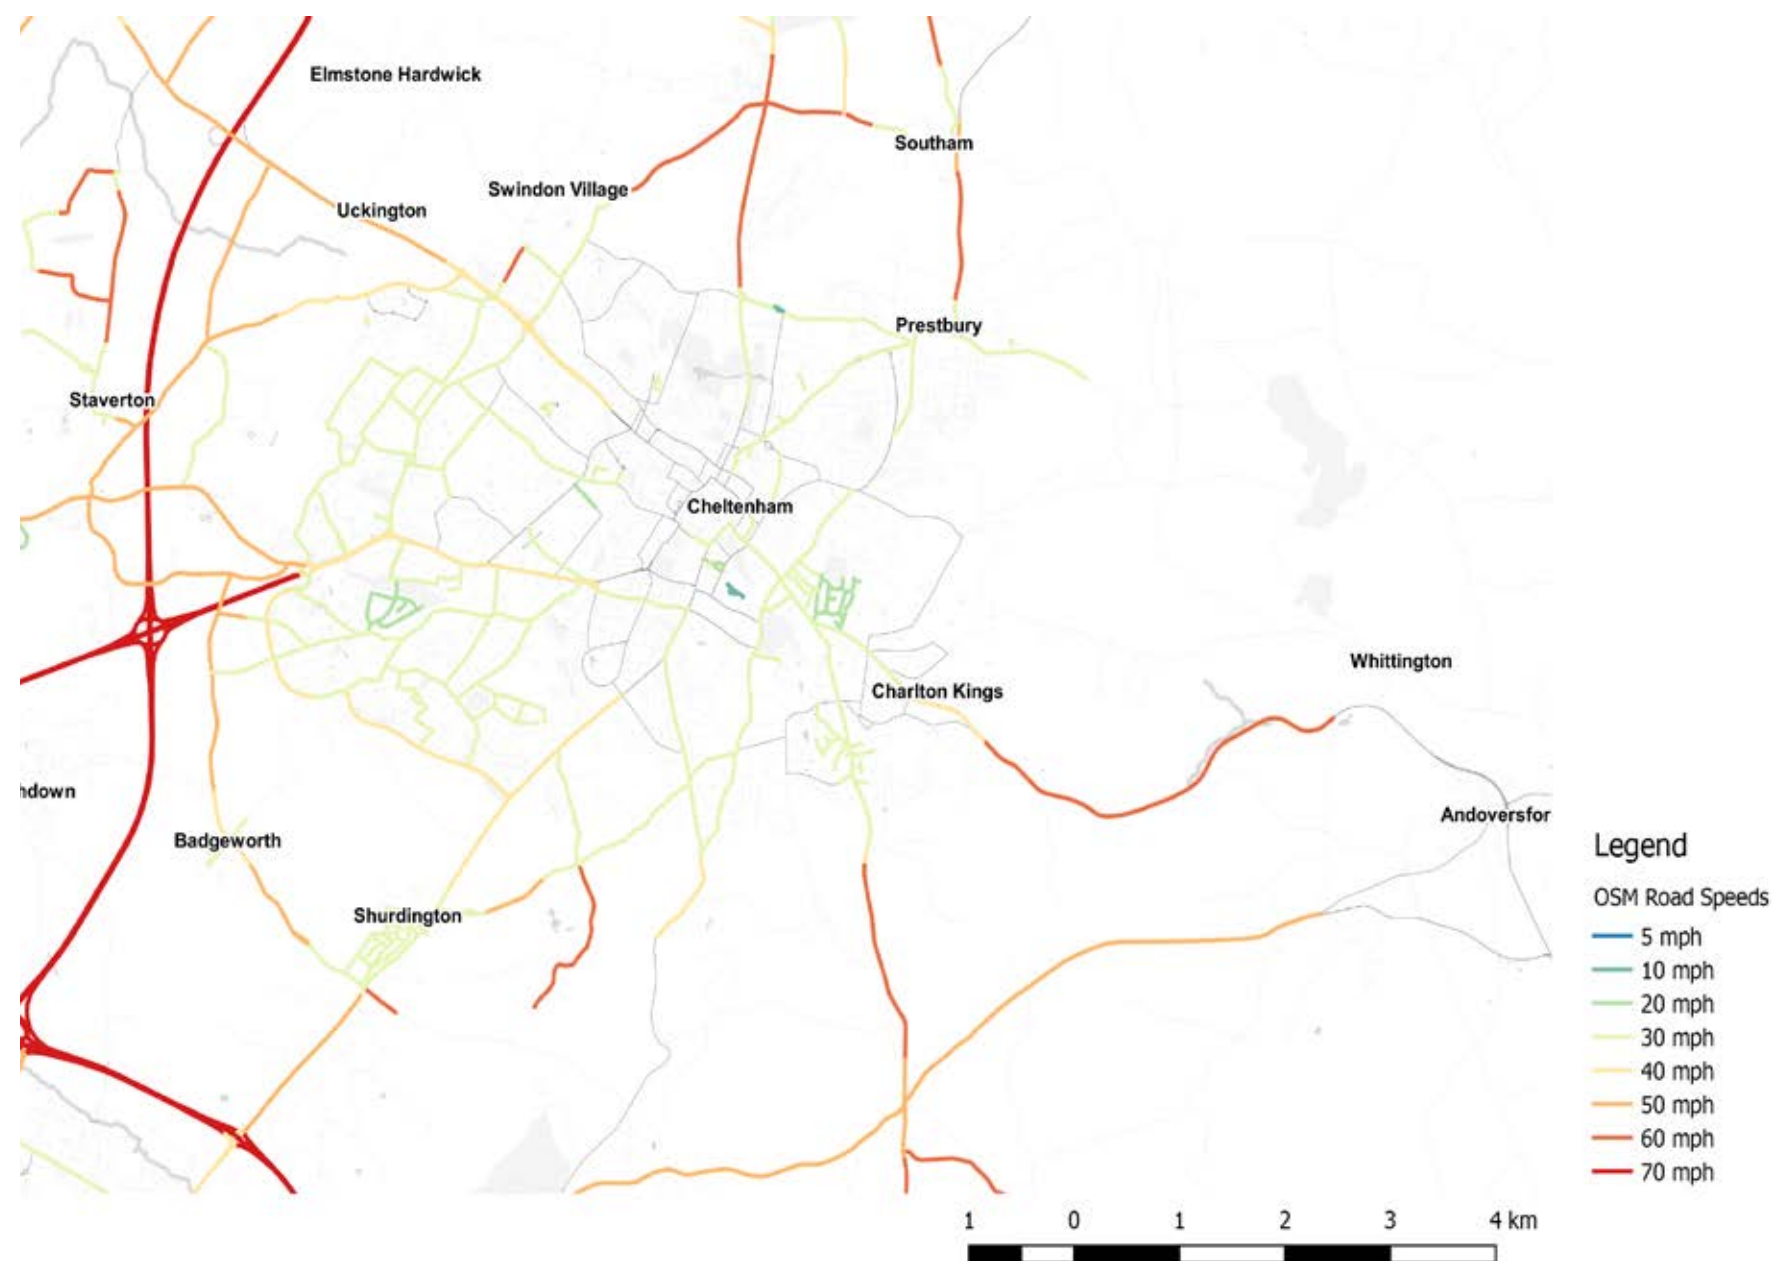 Elmstone Hardwick
Southam
Swindon Village
Uckington
Prestbury
Staverton
Cheltenham
Whittington
Charlton Kings
hdown
Andoversfor
Badgeworth
Shurdington
Legend
OSM Road Speeds
5 mph
10 mph
20 mph
30 mph
40 mph
50 mph
60 mph
70 mph
1 0 1 2 3 4 km